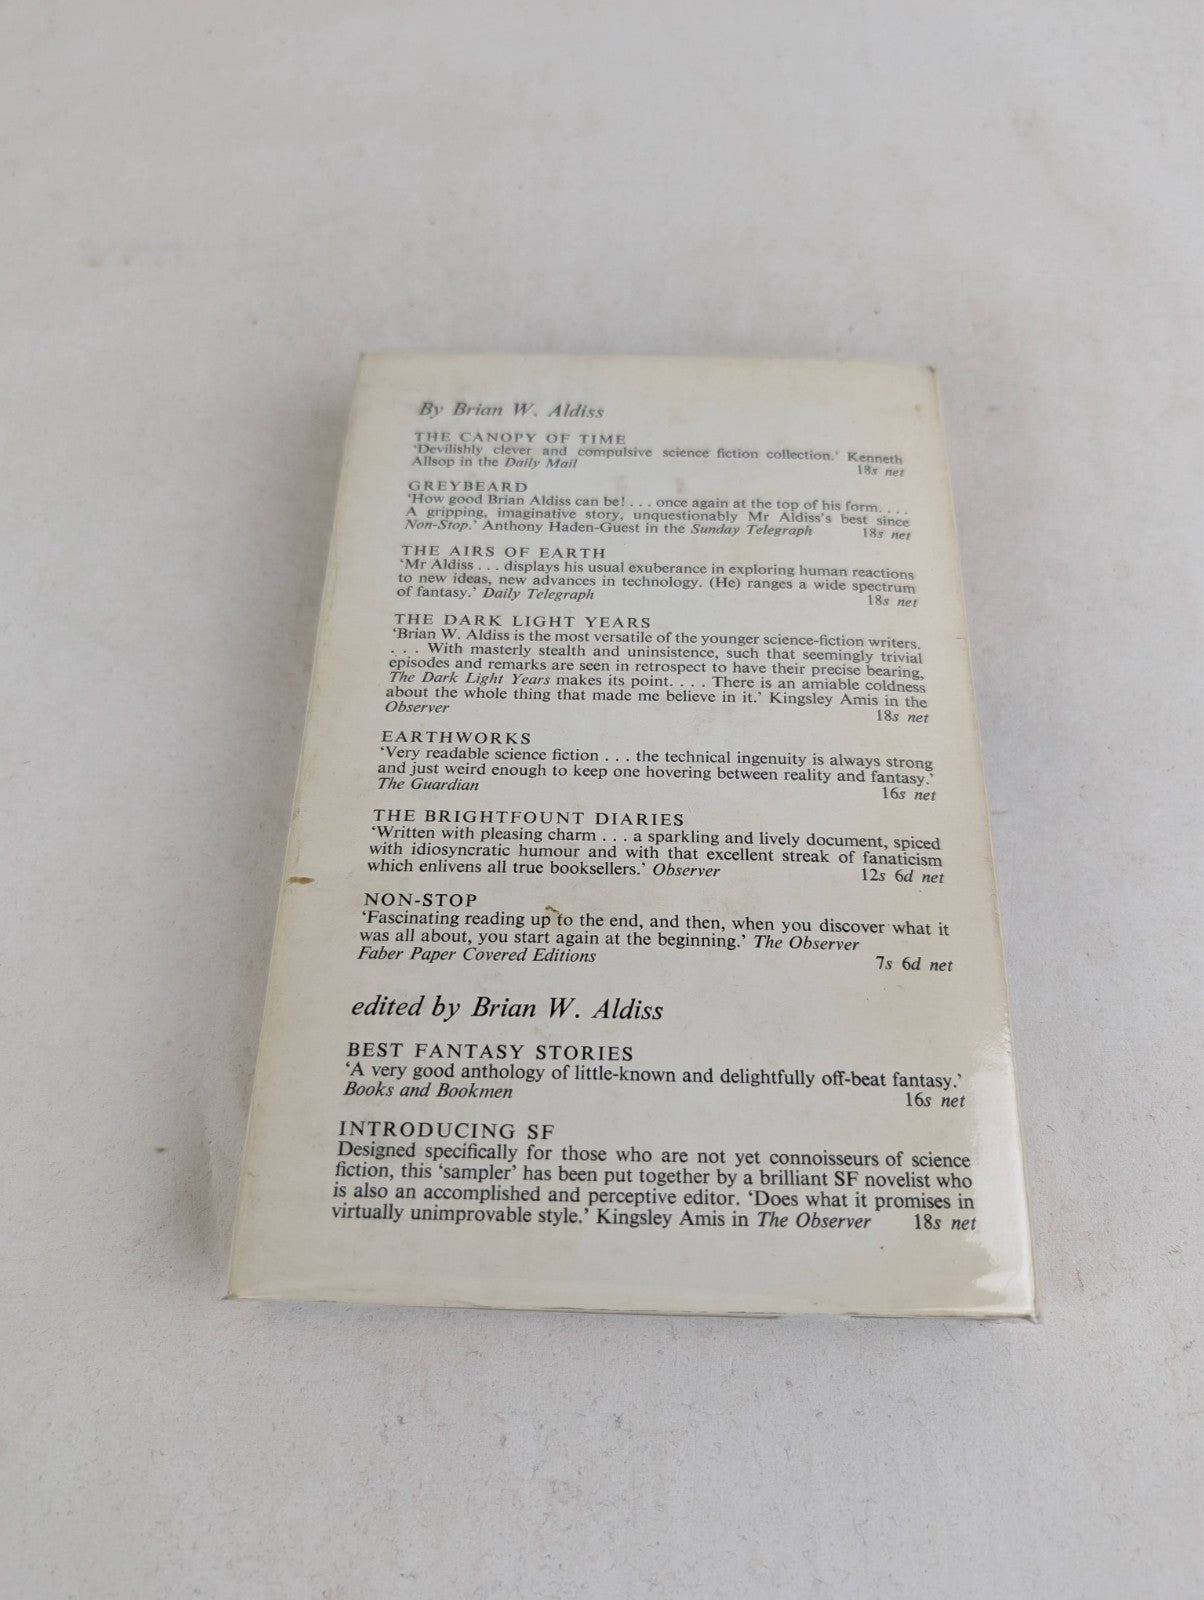 By Brian W. Aldiss
THE CANOPY OF TIME
‘Devilishly clever and compulsive science fiction collection.’ Kenneth
Allsop in the Daily Mail 18s net
GREYBEARD
‘How good Brian Aldiss can be! . . . once again at the top of his form. . . .
A gripping, imaginative story, unquestionably Mr Aldiss’s best since
Non-Stop.’ Anthony Haden-Guest in the Sunday Telegraph 18s net
THE AIRS OF EARTH
‘Mr Aldiss . . . displays his usual exuberance in exploring human reactions
to new ideas, new advances in technology. (He) ranges a wide spectrum
of fantasy.’ Daily Telegraph 18s net
THE DARK LIGHT YEARS
‘Brian W. Aldiss is the most versatile of the younger science-fiction writers.
. . . With masterly stealth and uninsistence, such that seemingly trivial
episodes and remarks are seen in retrospect to have their precise bearing,
The Dark Light Years makes its point. . . . There is an amiable coldness
about the whole thing that made me believe in it.’ Kingsley Amis in the
Observer 18s net
EARTHWORKS
‘Very readable science fiction . . . the technical ingenuity is always strong
and just weird enough to keep one hovering between reality and fantasy.’
The Guardian 16s net
THE BRIGHTFOUNT DIARIES
‘Written with pleasing charm . . . a sparkling and lively document, spiced
with idiosyncratic humour and with that excellent streak of fanaticism
which enlivens all true booksellers.’ Observer 12s 6d net
NON-STOP
‘Fascinating reading up to the end, and then, when you discover what it
was all about, you start again at the beginning.’ The Observer
Faber Paper Covered Editions 7s 6d net
edited by Brian W. Aldiss
BEST FANTASY STORIES
‘A very good anthology of little-known and delightfully off-beat fantasy.’
Books and Bookmen 16s net
INTRODUCING SF
Designed specifically for those who are not yet connoisseurs of science
fiction, this ‘sampler’ has been put together by a brilliant SF novelist who
is also an accomplished and perceptive editor. ‘Does what it promises in
virtually unimprovable style.’ Kingsley Amis in The Observer 18s net